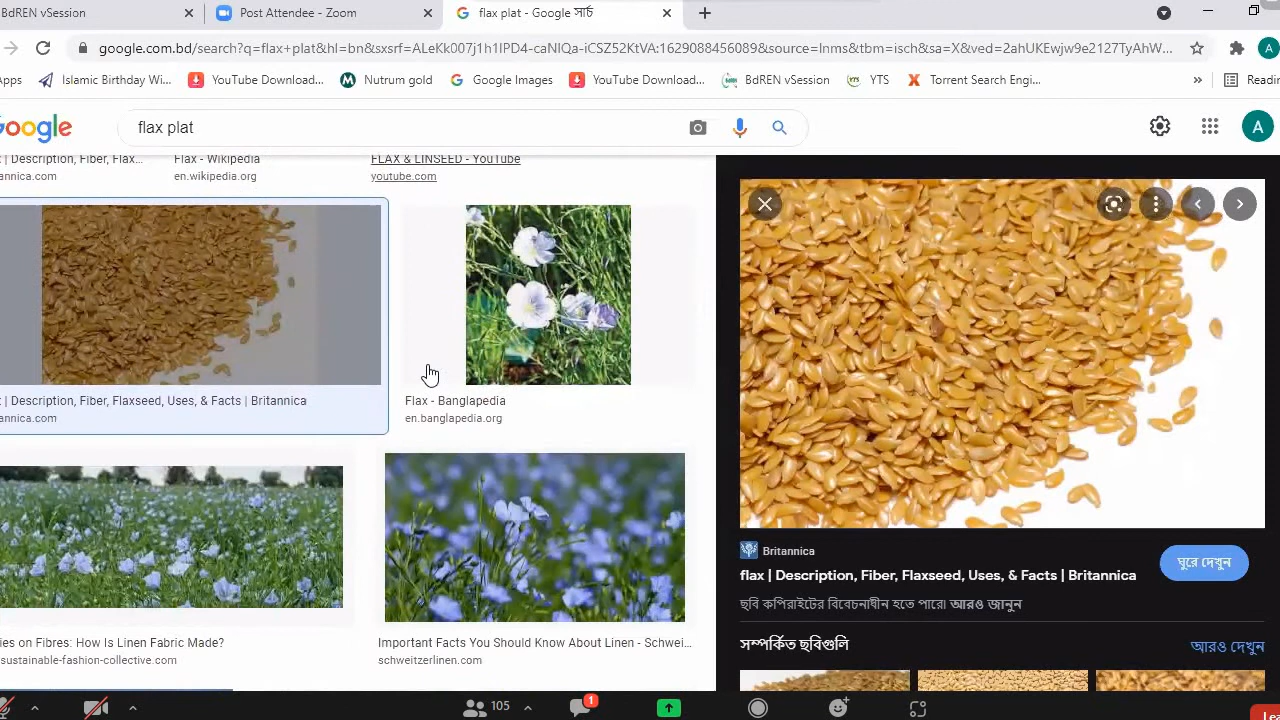 BdREN vSession
Post Attendee - Zoom
flax plat - Google সার্চ
google.com.bd/search?q=flax+plat&hl=bn&sxsrf=ALeKk007j1h1IPD4-caNIQa-iCSZ52KtVA:1629088456089&source=lnms&tbm=isch&sa=X&ved=2ahUKEwjw9e2127TyAhW...
Apps Islamic Birthday Wi... YouTube Download... Nutrum gold Google Images YouTube Download... BdREN vSession YTS Torrent Search Engi... » Readin
Google
flax plat
A
| Description, Fiber, Flax... Flax - Wikipedia FLAX & LINSEED - YouTube
annica.com en.wikipedia.org youtube.com
| Description, Fiber, Flaxseed, Uses, & Facts | Britannica
annica.com
Flax - Banglapedia
en.banglapedia.org
ies on Fibres: How Is Linen Fabric Made?
sustainable-fashion-collective.com
Important Facts You Should Know About Linen - Schwei...
schweitzerlinen.com
Britannica
flax | Description, Fiber, Flaxseed, Uses, & Facts | Britannica
ঘুরে দেখুন
ছবি কপিরাইটের বিবেচনাধীন হতে পারে৷ আরও জানুন
সম্পর্কিত ছবিগুলি
আরও দেখুন
105
1